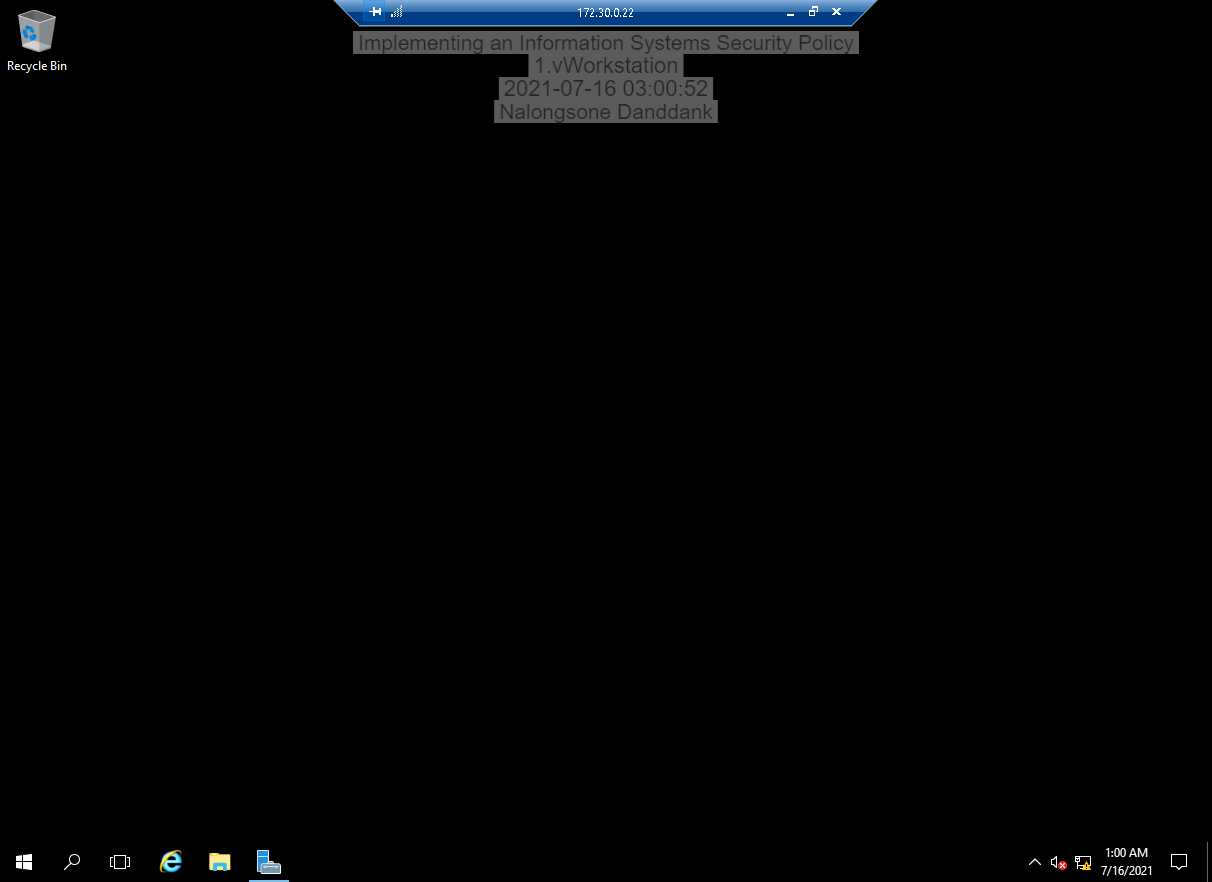 172.30.0.22
Implementing an Information Systems Security Policy
1.vWorkstation
2021-07-16 03:00:52
Nalongsone Danddank
Recycle Bin
1:00 AM
7/16/2021